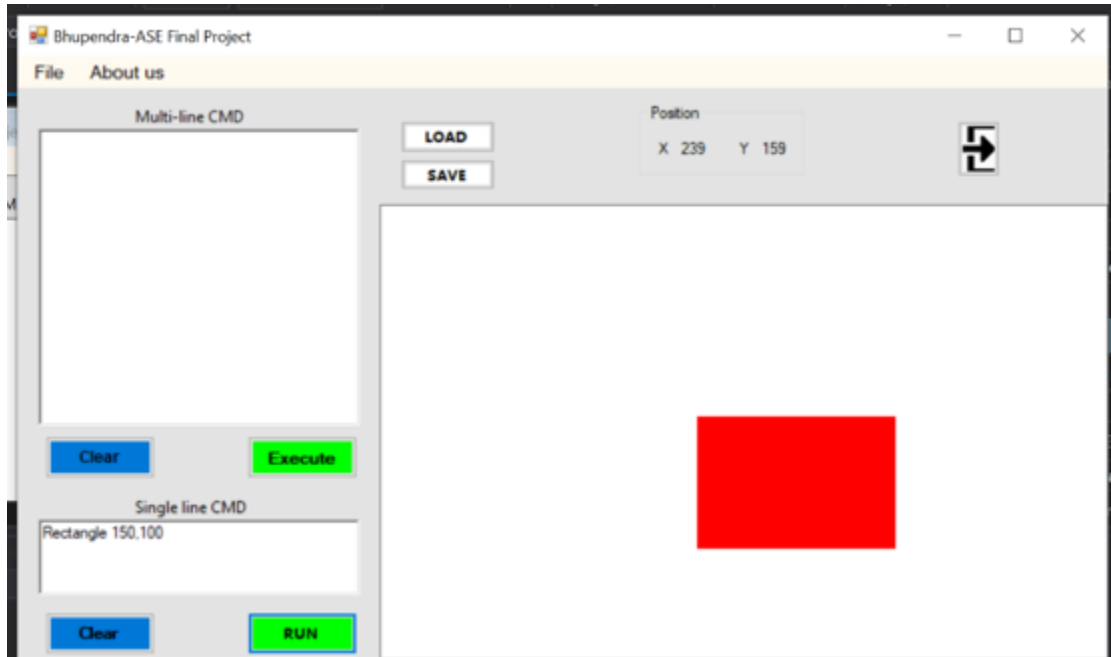 Bhupendra-ASE Final Project
File About us
Multi-line CMD
LOAD
SAVE
Position
X 239 Y 159
Clear
Execute
Single line CMD
Rectangle 150,100
Clear
RUN